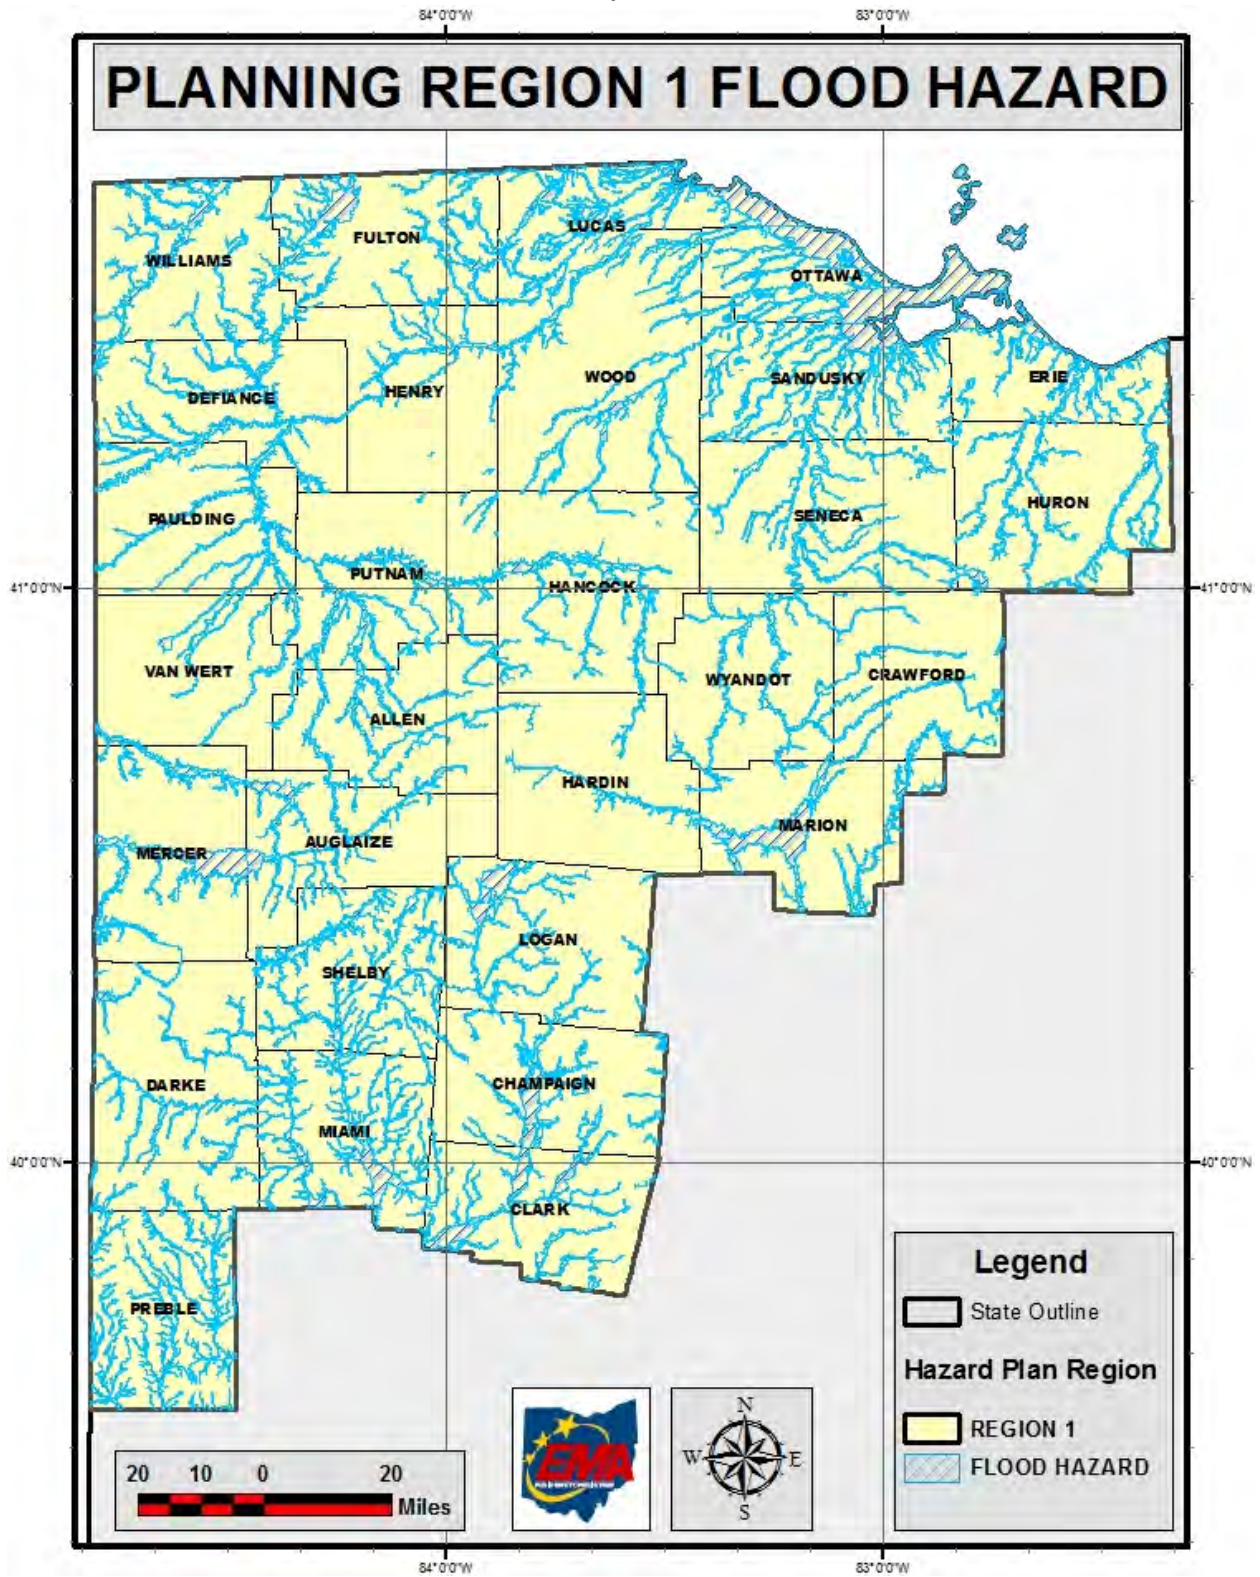 84°0'0"W 83°0'0"W
PLANNING REGION 1 FLOOD HAZARD
LUCAS
FULTON
WILLIAMS
OTTAWA
WOOD
SANDUSKY
ERIE
HENRY
DEFIANCE
HURON
SENECA
PAULDING
PUTNAM
HANCOCK
41°0'0"N 41°0'0"N
VAN WERT
CRAWFORD
WYANDOT
ALLEN
HARDIN
MARION
AUGLAIZE
MERCER
LOGAN
SHELBY
CHAMPAIGN
DARKE
MIAMI
40°0'0"N 40°0'0"N
CLARK
PREBLE
Legend
State Outline
Hazard Plan Region
REGION 1
FLOOD HAZARD
EMA
N
W E
S
20 10 0 20
Miles
84°0'0"W 83°0'0"W